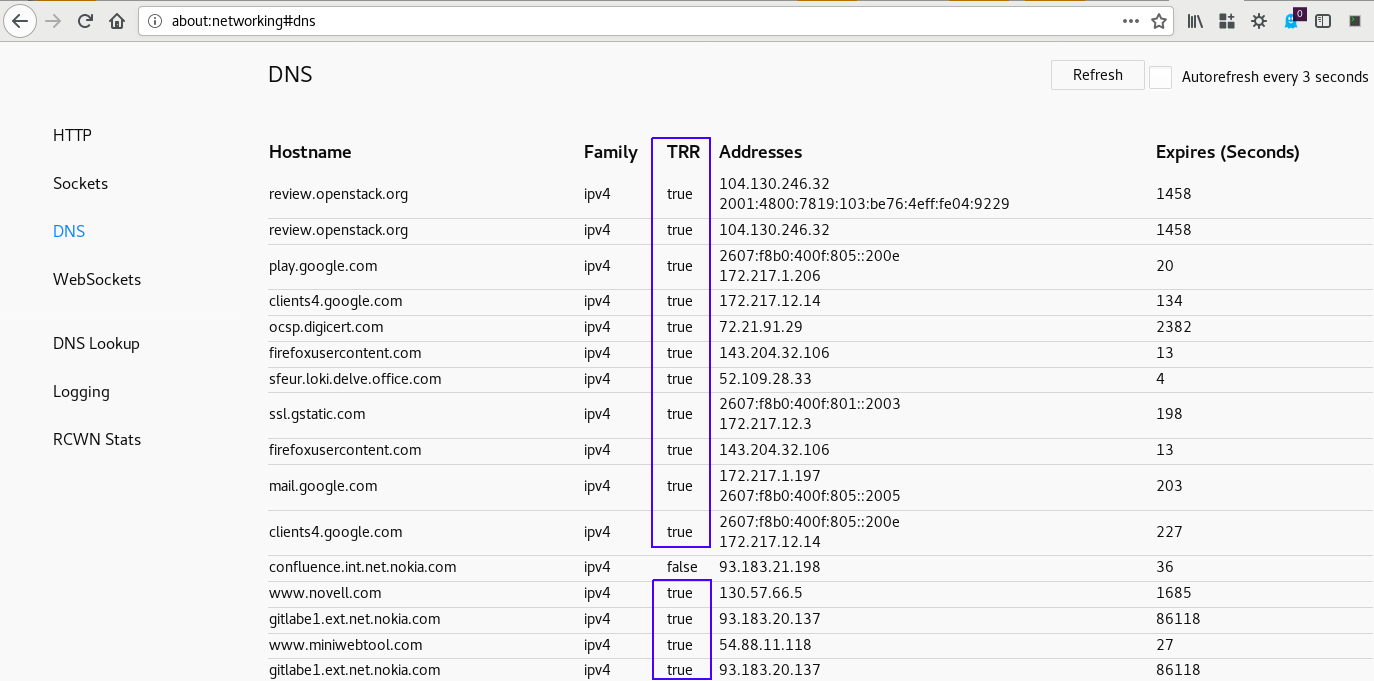 about:networking#dns
0
DNS
Refresh
Autorefresh every 3 seconds
HTTP
Sockets
DNS
WebSockets
DNS Lookup
Logging
RCWN Stats
Hostname Family TRR Addresses Expires (Seconds)
review.openstack.org ipv4 true 104.130.246.32 1458
2001:4800:7819:103:be76:4eff:fe04:9229
review.openstack.org ipv4 true 104.130.246.32 1458
play.google.com ipv4 true 2607:f8b0:400f:805::200e 20
172.217.1.206
clients4.google.com ipv4 true 172.217.12.14 134
ocsp.digicert.com ipv4 true 72.21.91.29 2382
firefoxusercontent.com ipv4 true 143.204.32.106 13
sfeur.loki.delve.office.com ipv4 true 52.109.28.33 4
ssl.gstatic.com ipv4 true 2607:f8b0:400f:801::2003 198
172.217.12.3
firefoxusercontent.com ipv4 true 143.204.32.106 13
mail.google.com ipv4 true 172.217.1.197 203
2607:f8b0:400f:805::2005
clients4.google.com ipv4 true 2607:f8b0:400f:805::200e 227
172.217.12.14
confluence.int.net.nokia.com ipv4 false 93.183.21.198 36
www.novell.com ipv4 true 130.57.66.5 1685
gitlabe1.ext.net.nokia.com ipv4 true 93.183.20.137 86118
www.miniwebtool.com ipv4 true 54.88.11.118 27
gitlabe1.ext.net.nokia.com ipv4 true 93.183.20.137 86118